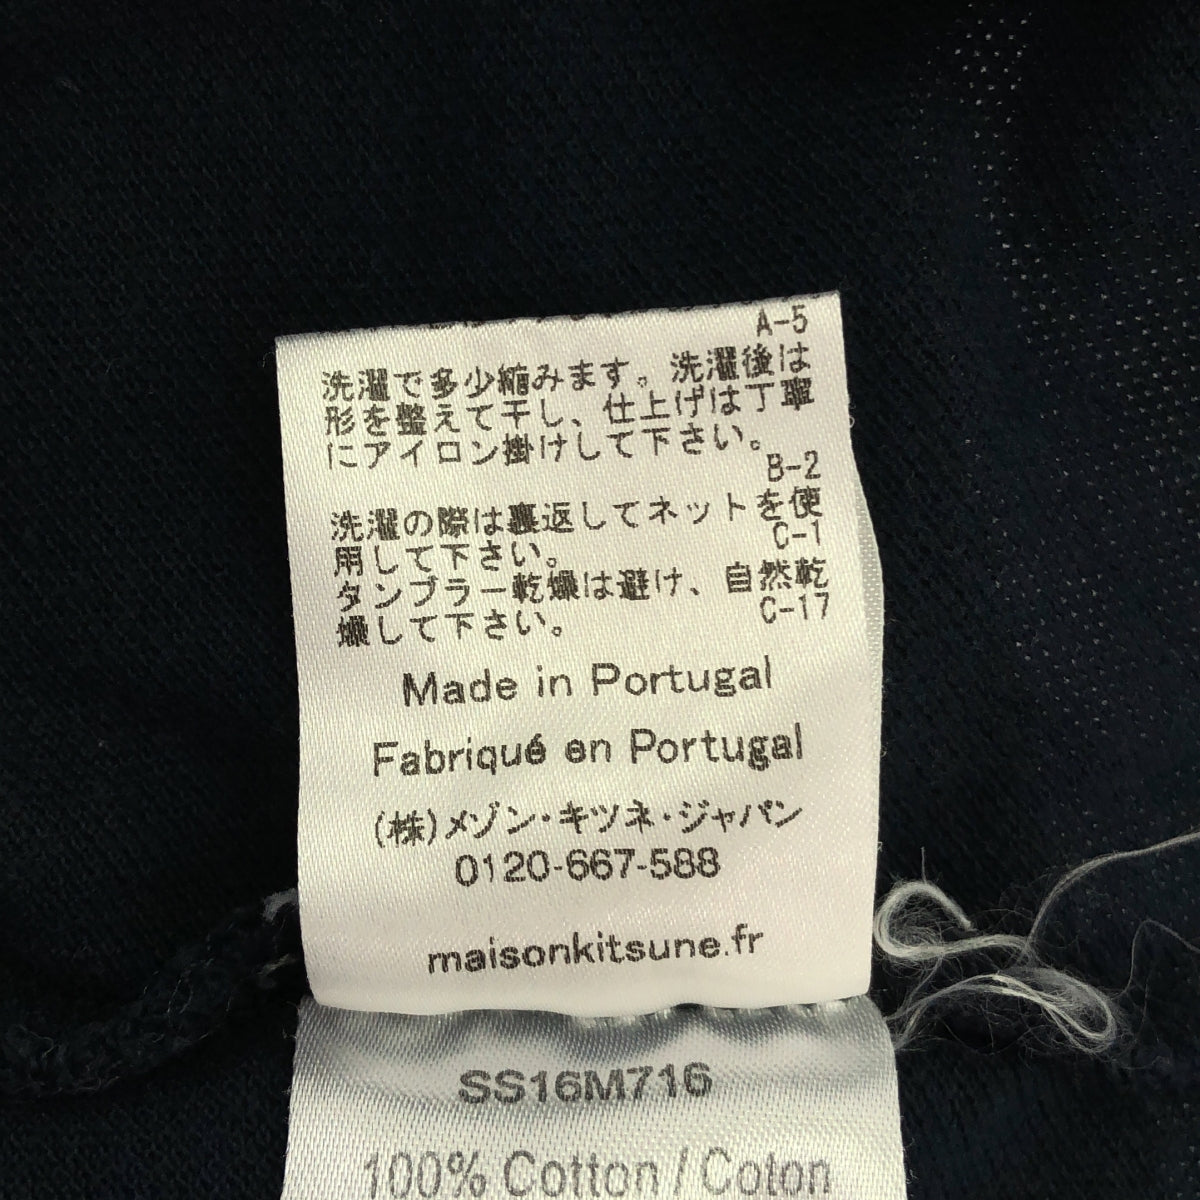 A-5
洗濯で多少縮みます。洗濯後は
形を整えて干し、仕上げは丁寧
にアイロン掛けして下さい。
B-2
洗濯の際は裏返してネットを使
用して下さい。
C-1
タンブラー乾燥は避け、自然乾
燥して下さい。
C-17
Made in Portugal
Fabriqué en Portugal
(株)メゾン・キツネ・ジャパン
0120-667-588
maisonkitsune.fr
SS16M716
100% Cotton / Coton